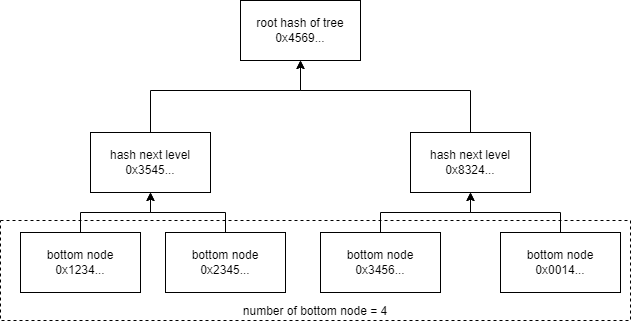 root hash of tree
0x4569...
hash next level
0x3545...
hash next level
0x8324...
bottom node
0x1234...
bottom node
0x2345...
bottom node
0x3456...
bottom node
0x0014...
number of bottom node = 4